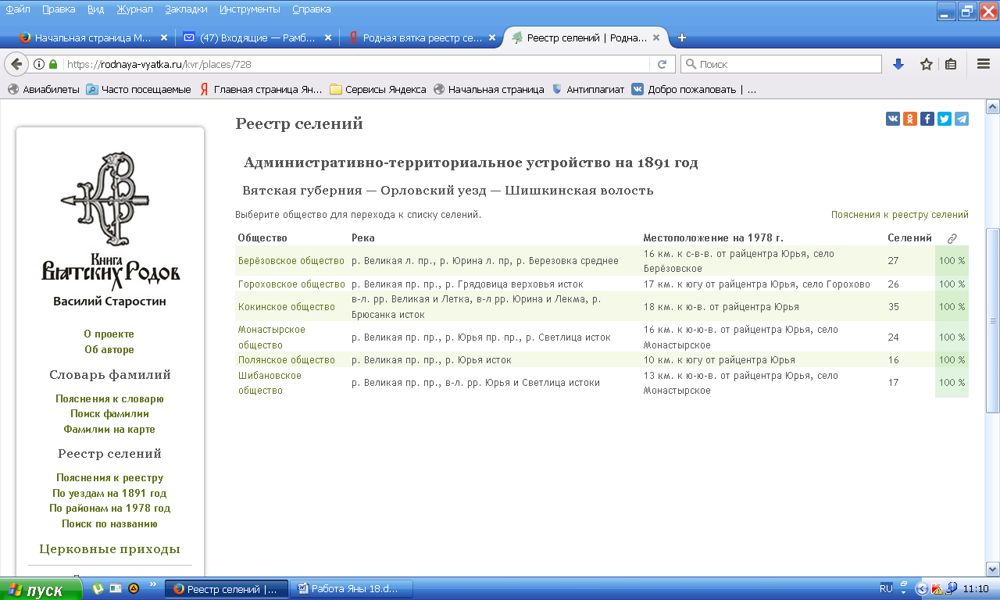 Файл Правка Вид Журнал Закладки Инструменты Справка
Начальная страница M... (47) Входящие — Рамб... Родная вятка реестр се... Реестр селений | Родна...
https://rodnaya-vyatka.ru/kvr/places/728 Поиск
Авиабилеты Часто посещаемые Главная страница Ян... Сервисы Яндекса Начальная страница Антиплагиат Добро пожаловать | ...
Книга
Вятских Родов
Василий Старостин
О проекте
Об авторе
Словарь фамилий
Пояснения к словарю
Поиск фамилии
Фамилии на карте
Реестр селений
Пояснения к реестру
По уездам на 1891 год
По районам на 1978 год
Поиск по названию
Церковные приходы
Реестр селений
Административно-территориальное устройство на 1891 год
Вятская губерния — Орловский уезд — Шишкинская волость
Выберите общество для перехода к списку селений. Пояснения к реестру селений
Общество Река Местоположение на 1978 г. Селений
Берёзовское общество р. Великая л. пр., р. Юрина л. пр, р. Березовка среднее 16 км. к с-в-в. от райцентра Юрья, село
Берёзовское 27 100 %
Гороховское общество р. Великая пр. пр., р. Грядовица верховья исток 17 км. к югу от райцентра Юрья, село Горохово 26 100 %
Кокинское общество в-л. рр. Великая и Летка, в-л рр. Юрина и Лекма, р.
Брюсанка исток 18 км. к ю-в. от райцентра Юрья 35 100 %
Монастырское
общество р. Великая пр. пр., р. Юрья пр. пр., р. Светлица исток 16 км. к ю-ю-в. от райцентра Юрья, село
Монастырское 24 100 %
Полянское общество р. Великая пр. пр., р. Юрья исток 10 км. к югу от райцентра Юрья 16 100 %
Шибановское
общество р. Великая пр. пр., в-л. рр. Юрья и Светлица истоки 13 км. к ю-ю-в. от райцентра Юрья, село
Монастырское 17 100 %
пуск Реестр селений |... Работа Яны 18.d... RU 11:10